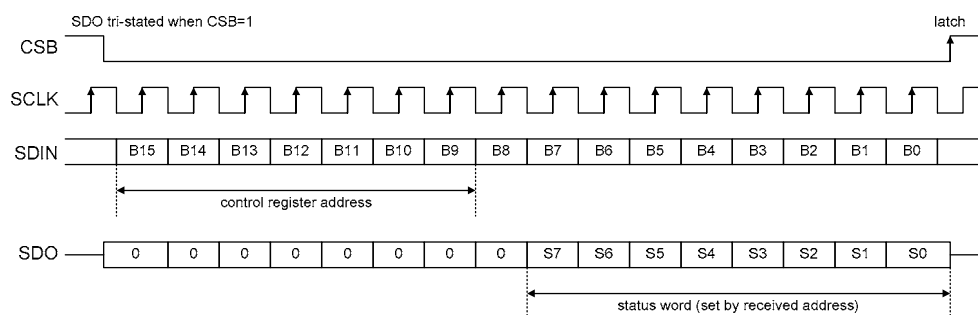 SDO tri-stated when CSB=1 latch
CSB
SCLK
SDIN B15 B14 B13 B12 B11 B10 B9 B8 B7 B6 B5 B4 B3 B2 B1 B0
control register address
SDO 0 0 0 0 0 0 0 0 S7 S6 S5 S4 S3 S2 S1 S0
status word (set by received address)